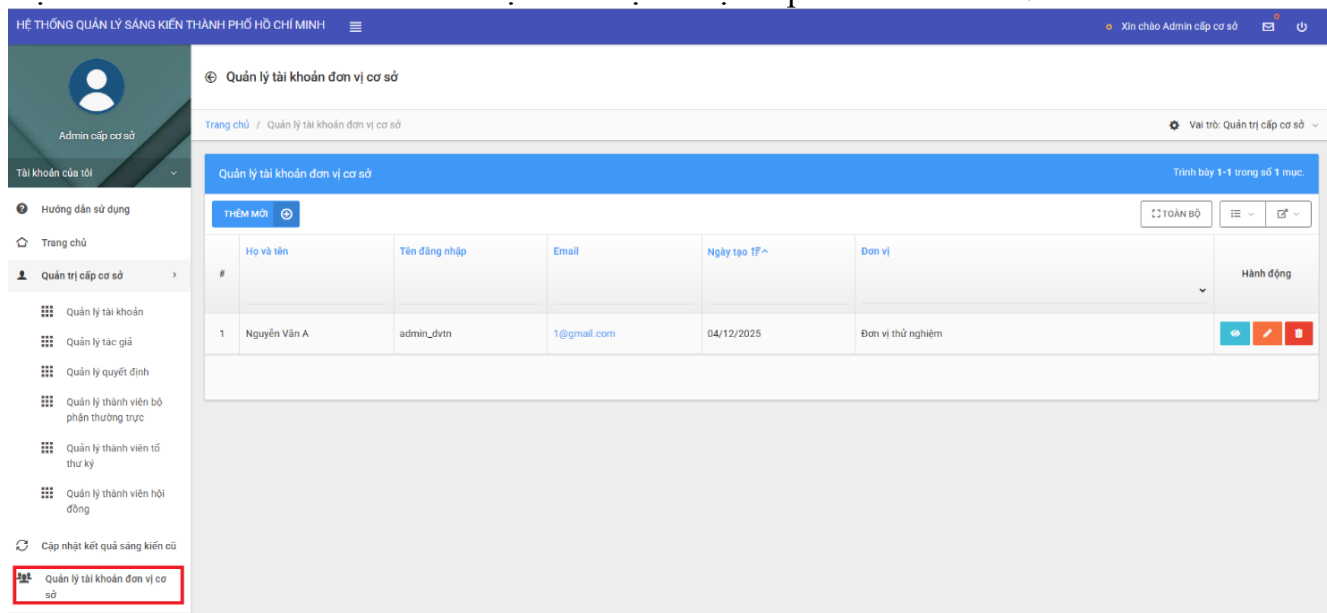 HỆ THỐNG QUẢN LÝ SÁNG KIẾN THÀNH PHỐ HỒ CHÍ MINH
Xin chào Admin cấp cơ sở
Admin cấp cơ sở
Tài khoản của tôi
Hướng dẫn sử dụng
Trang chủ
Quản trị cấp cơ sở
Quản lý tài khoản
Quản lý tác giả
Quản lý quyết định
Quản lý thành viên bộ
phận thường trực
Quản lý thành viên tổ
thư ký
Quản lý thành viên hội
đồng
Cập nhật kết quả sáng kiến cũ
Quản lý tài khoản đơn vị cơ
sở
Quản lý tài khoản đơn vị cơ sở
Trang chủ / Quản lý tài khoản đơn vị cơ sở
Vai trò: Quản trị cấp cơ sở
Quản lý tài khoản đơn vị cơ sở
Trình bày 1-1 trong số 1 mục.
THÊM MỚI
TOÀN BỘ
# Họ và tên Tên đăng nhập Email Ngày tạo Đơn vị Hành động
1 Nguyễn Văn A admin_dvtn 1@gmail.com 04/12/2025 Đơn vị thử nghiệm